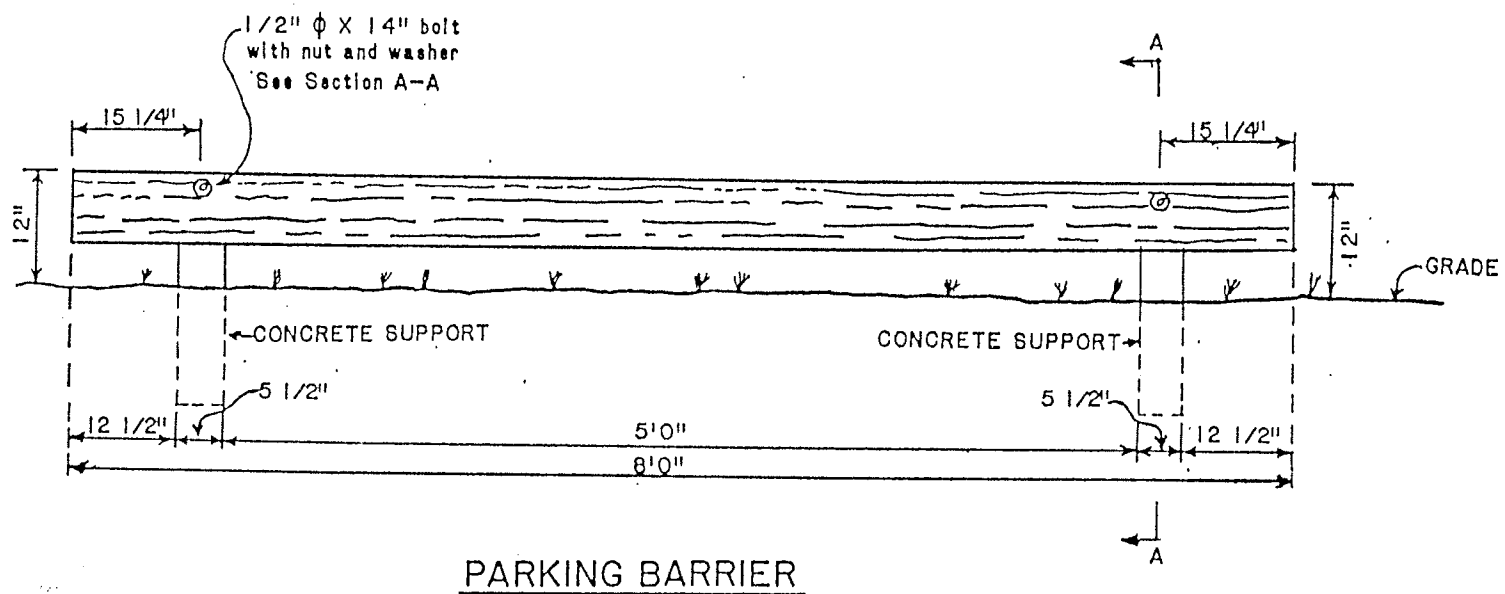 1/2" ϕ X 14" bolt
with nut and washer
See Section A-A
A
15 1/4"
15 1/4"
12"
12"
GRADE
CONCRETE SUPPORT
CONCRETE SUPPORT
5 1/2"
5 1/2"
12 1/2"
5'0"
12 1/2"
8'0"
A
PARKING BARRIER